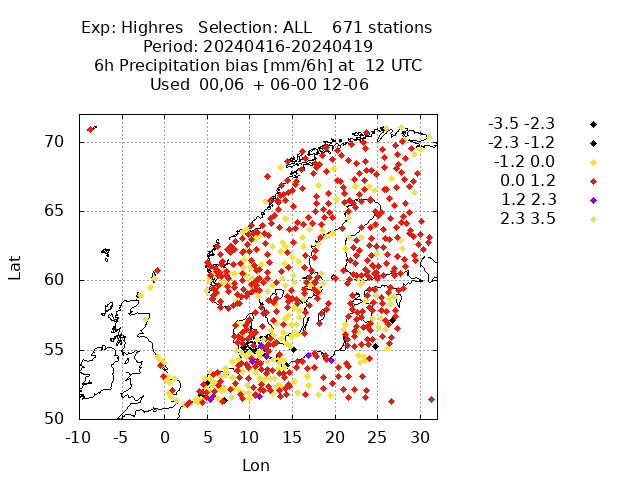 Exp: Highres   Selection: ALL    671 stations
Period: 20240416-20240419
6h Precipitation bias [mm/6h] at  12 UTC
Used  00,06  + 06-00 12-06
-3.5 -2.3
-2.3 -1.2
-1.2 0.0
0.0 1.2
1.2 2.3
2.3 3.5
Lat
70
65
60
55
50
-10 -5 0 5 10 15 20 25 30
Lon